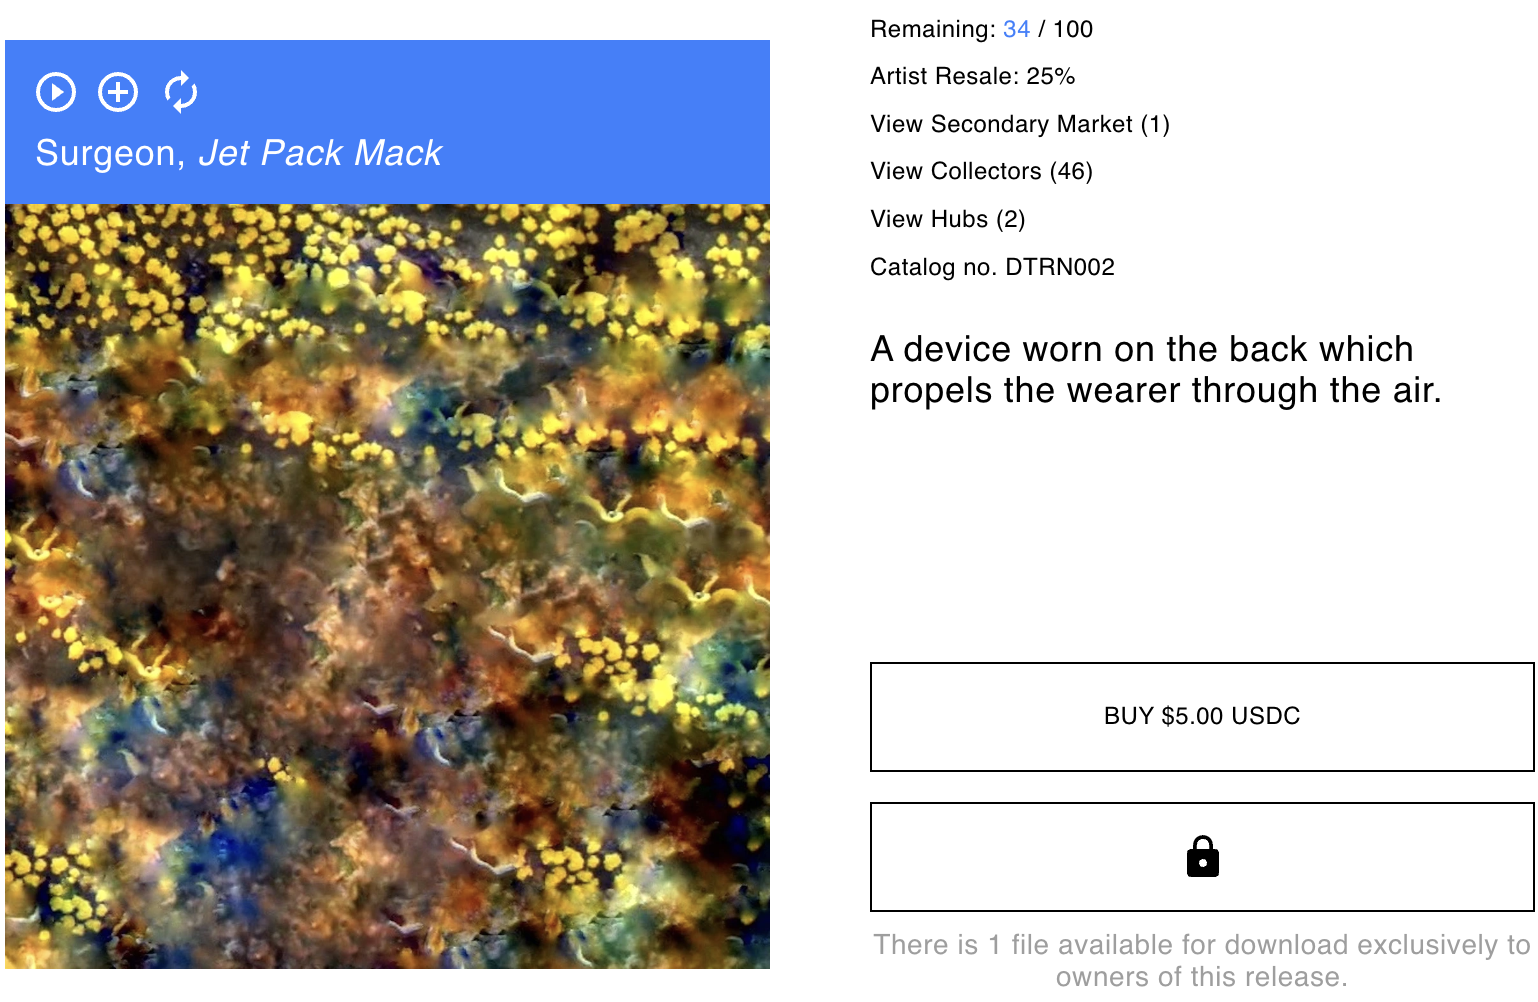 Surgeon, Jet Pack Mack
Remaining: 34 / 100
Artist Resale: 25%
View Secondary Market (1)
View Collectors (46)
View Hubs (2)
Catalog no. DTRN002
A device worn on the back which
propels the wearer through the air.
BUY $5.00 USDC
There is 1 file available for download exclusively to
owners of this release.